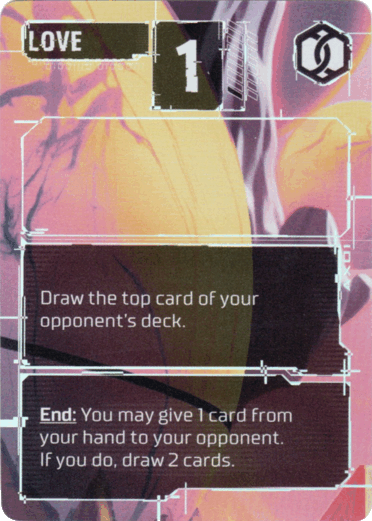 LOVE
1
Draw the top card of your
opponent's deck.
End: You may give 1 card from
your hand to your opponent.
If you do, draw 2 cards.